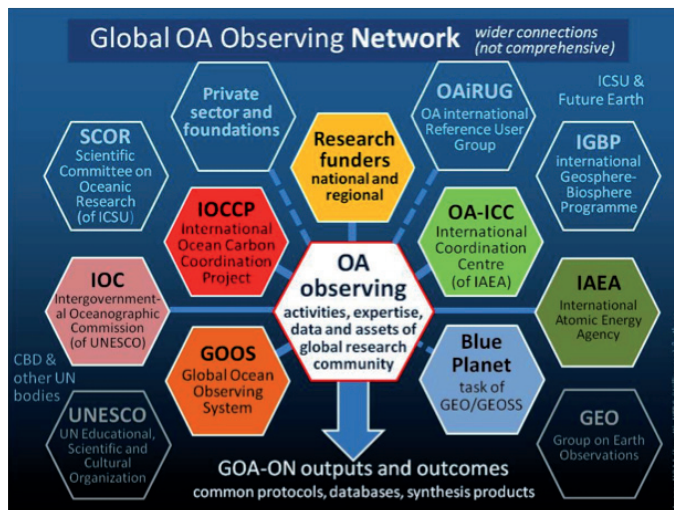 Global OA Observing Network
wider connections
(not comprehensive)
Private
sector and
foundations
OAiRUG
OA international
Reference User
Group
ICSU &
Future Earth
SCOR
Scientific
Committee on
Oceanic
Research
(of ICSU)
Research
funders
national and
regional
IGBP
international
Geosphere-
Biosphere
Programme
IOCCP
International
Ocean Carbon
Coordination
Project
OA-ICC
International
Coordination
Centre
(of IAEA)
IOC
Intergovernment-
al Oceanographic
Commission
(of UNESCO)
OA
observing
activities, expertise,
data and assets of
global research
community
IAEA
International
Atomic Energy
Agency
GOOS
Global Ocean
Observing
System
Blue
Planet
task of
GEO/GEOSS
CBD &
other UN
bodies
UNESCO
UN Educational,
Scientific and
Cultural
Organization
GEO
Group on Earth
Observations
GOA-ON outputs and outcomes
common protocols, databases, synthesis products